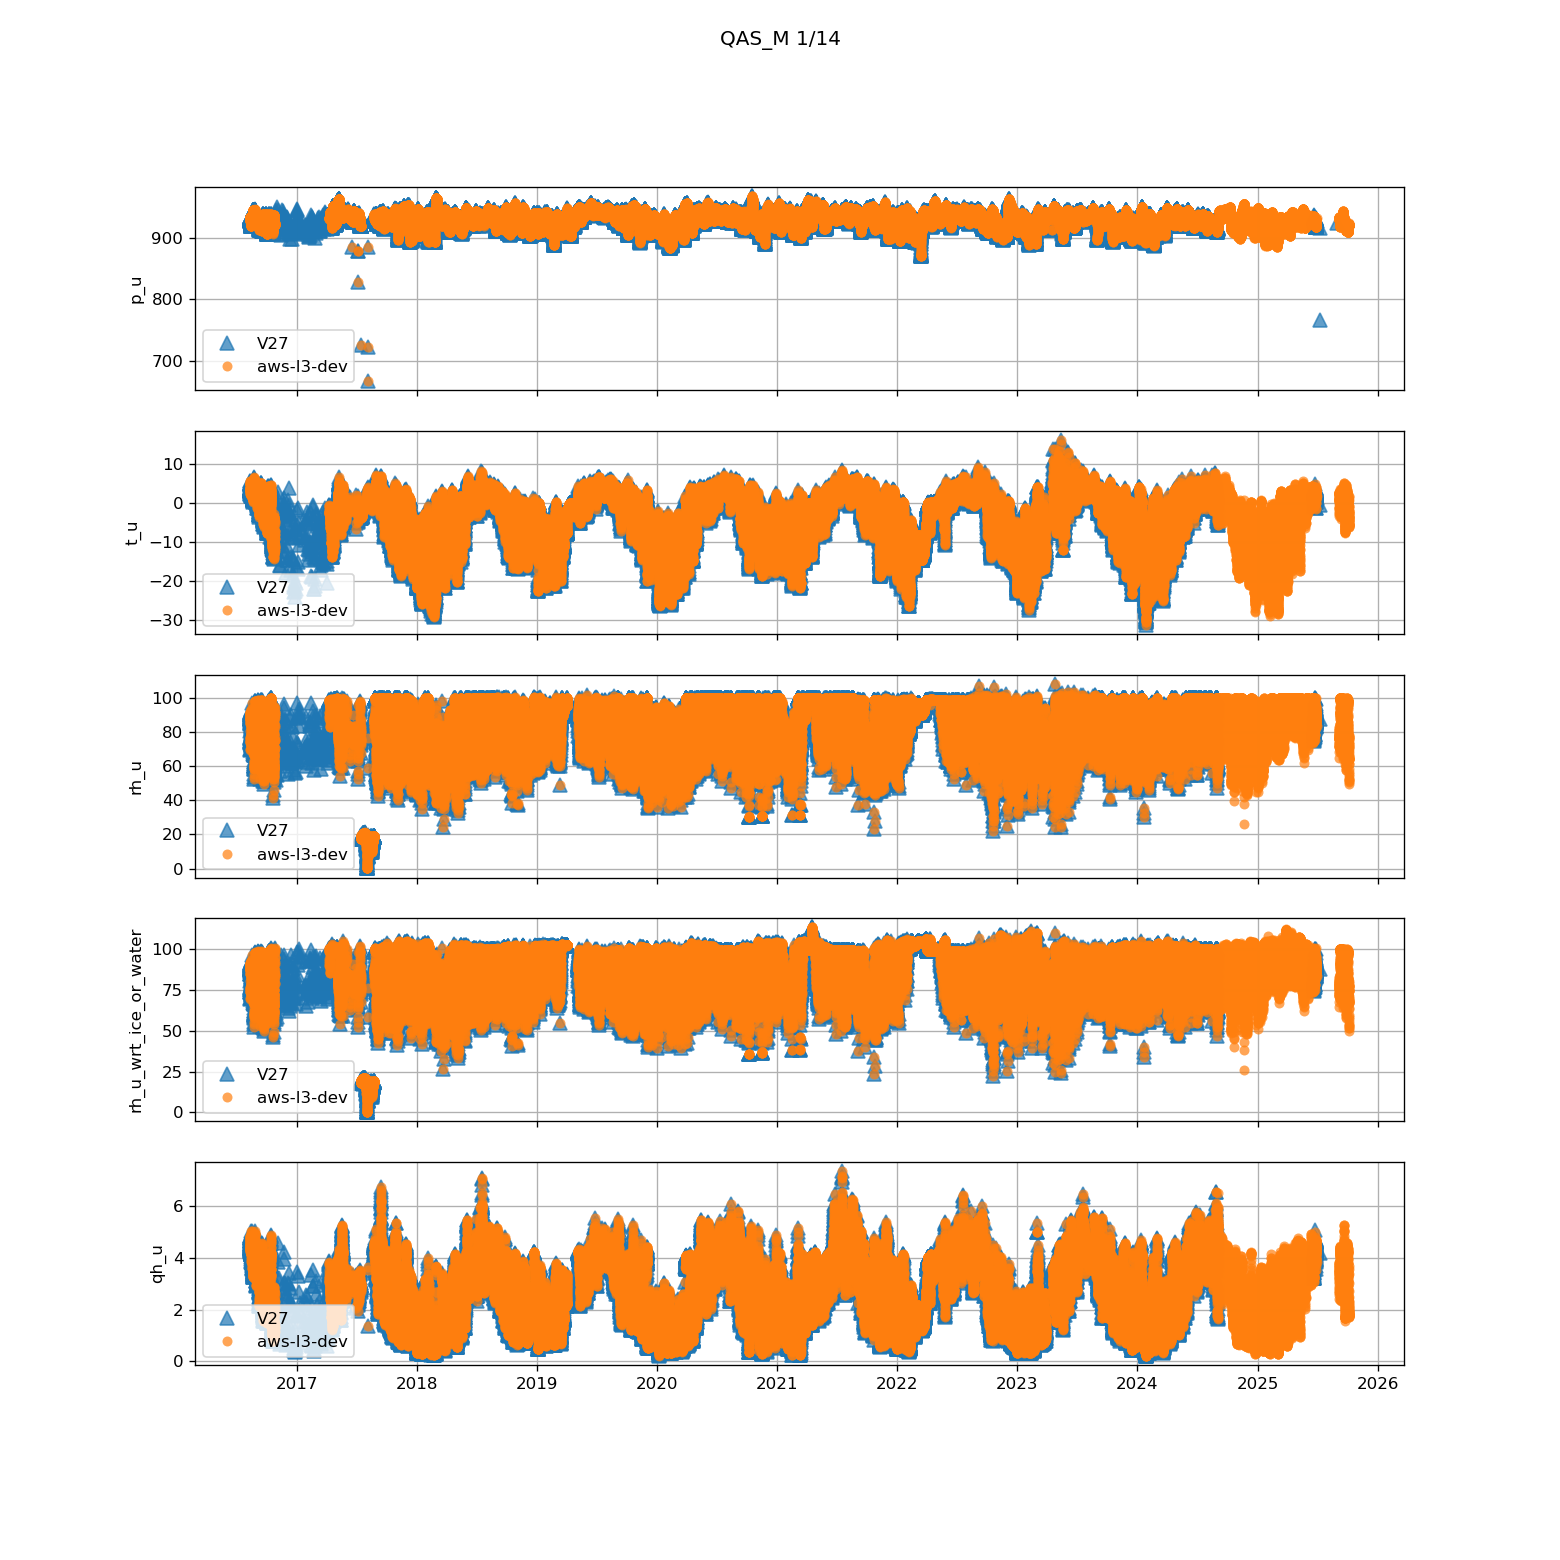 QAS_M 1/14
900
800
700
p_u
V27
aws-l3-dev
10
0
−10
−20
−30
t_u
V27
aws-l3-dev
100
80
60
40
20
0
rh_u
V27
aws-l3-dev
100
75
50
25
0
rh_u_wrt_ice_or_water
V27
aws-l3-dev
6
4
2
0
qh_u
V27
aws-l3-dev
2017 2018 2019 2020 2021 2022 2023 2024 2025 2026